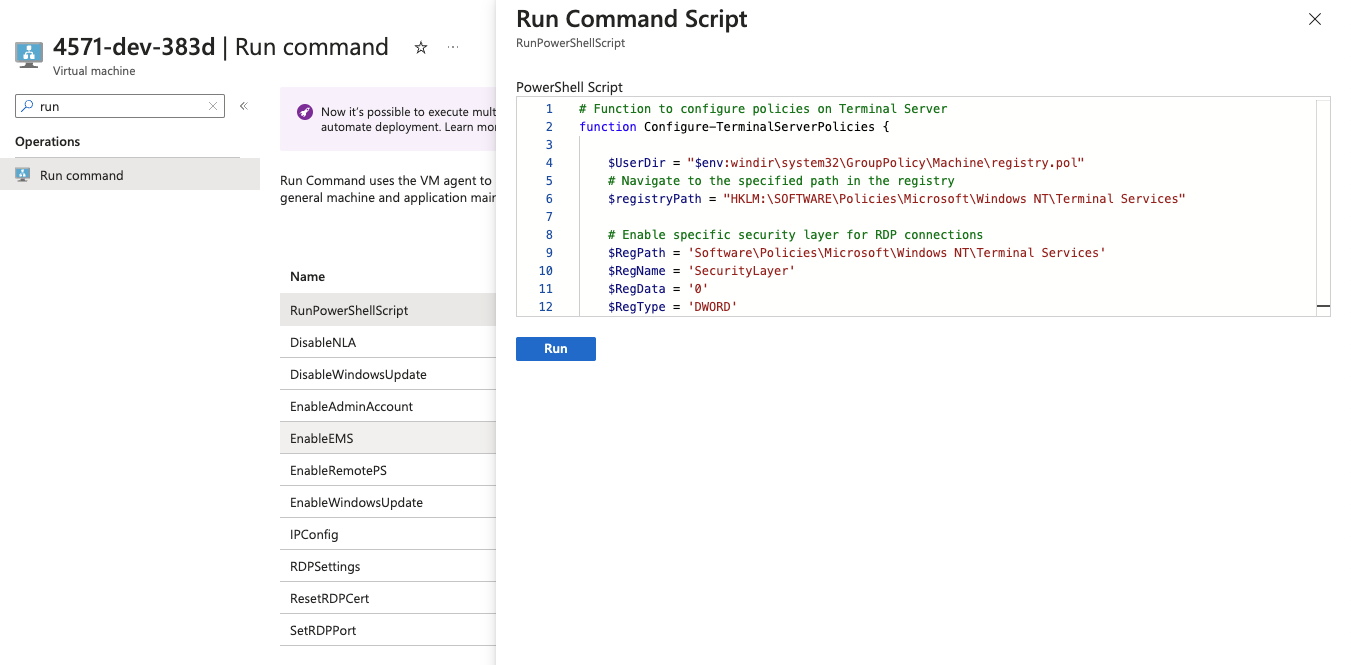 4571-dev-383d | Run command
Virtual machine
run
Operations
Run command
Now it's possible to execute mult
automate deployment. Learn mor
Run Command uses the VM agent to
general machine and application mair
Name
RunPowerShellScript
DisableNLA
DisableWindowsUpdate
EnableAdminAccount
EnableEMS
EnableRemotePS
EnableWindowsUpdate
IPConfig
RDPSettings
ResetRDPCert
SetRDPPort
Run Command Script
RunPowerShellScript
PowerShell Script
1 # Function to configure policies on Terminal Server
2 function Configure-TerminalServerPolicies {
3
4 $UserDir = "$env:windir\system32\GroupPolicy\Machine\registry.pol"
5 # Navigate to the specified path in the registry
6 $registryPath = "HKLM:\SOFTWARE\Policies\Microsoft\Windows NT\Terminal Services"
7
8 # Enable specific security layer for RDP connections
9 $RegPath = 'Software\Policies\Microsoft\Windows NT\Terminal Services'
10 $RegName = 'SecurityLayer'
11 $RegData = '0'
12 $RegType = 'DWORD'
Run